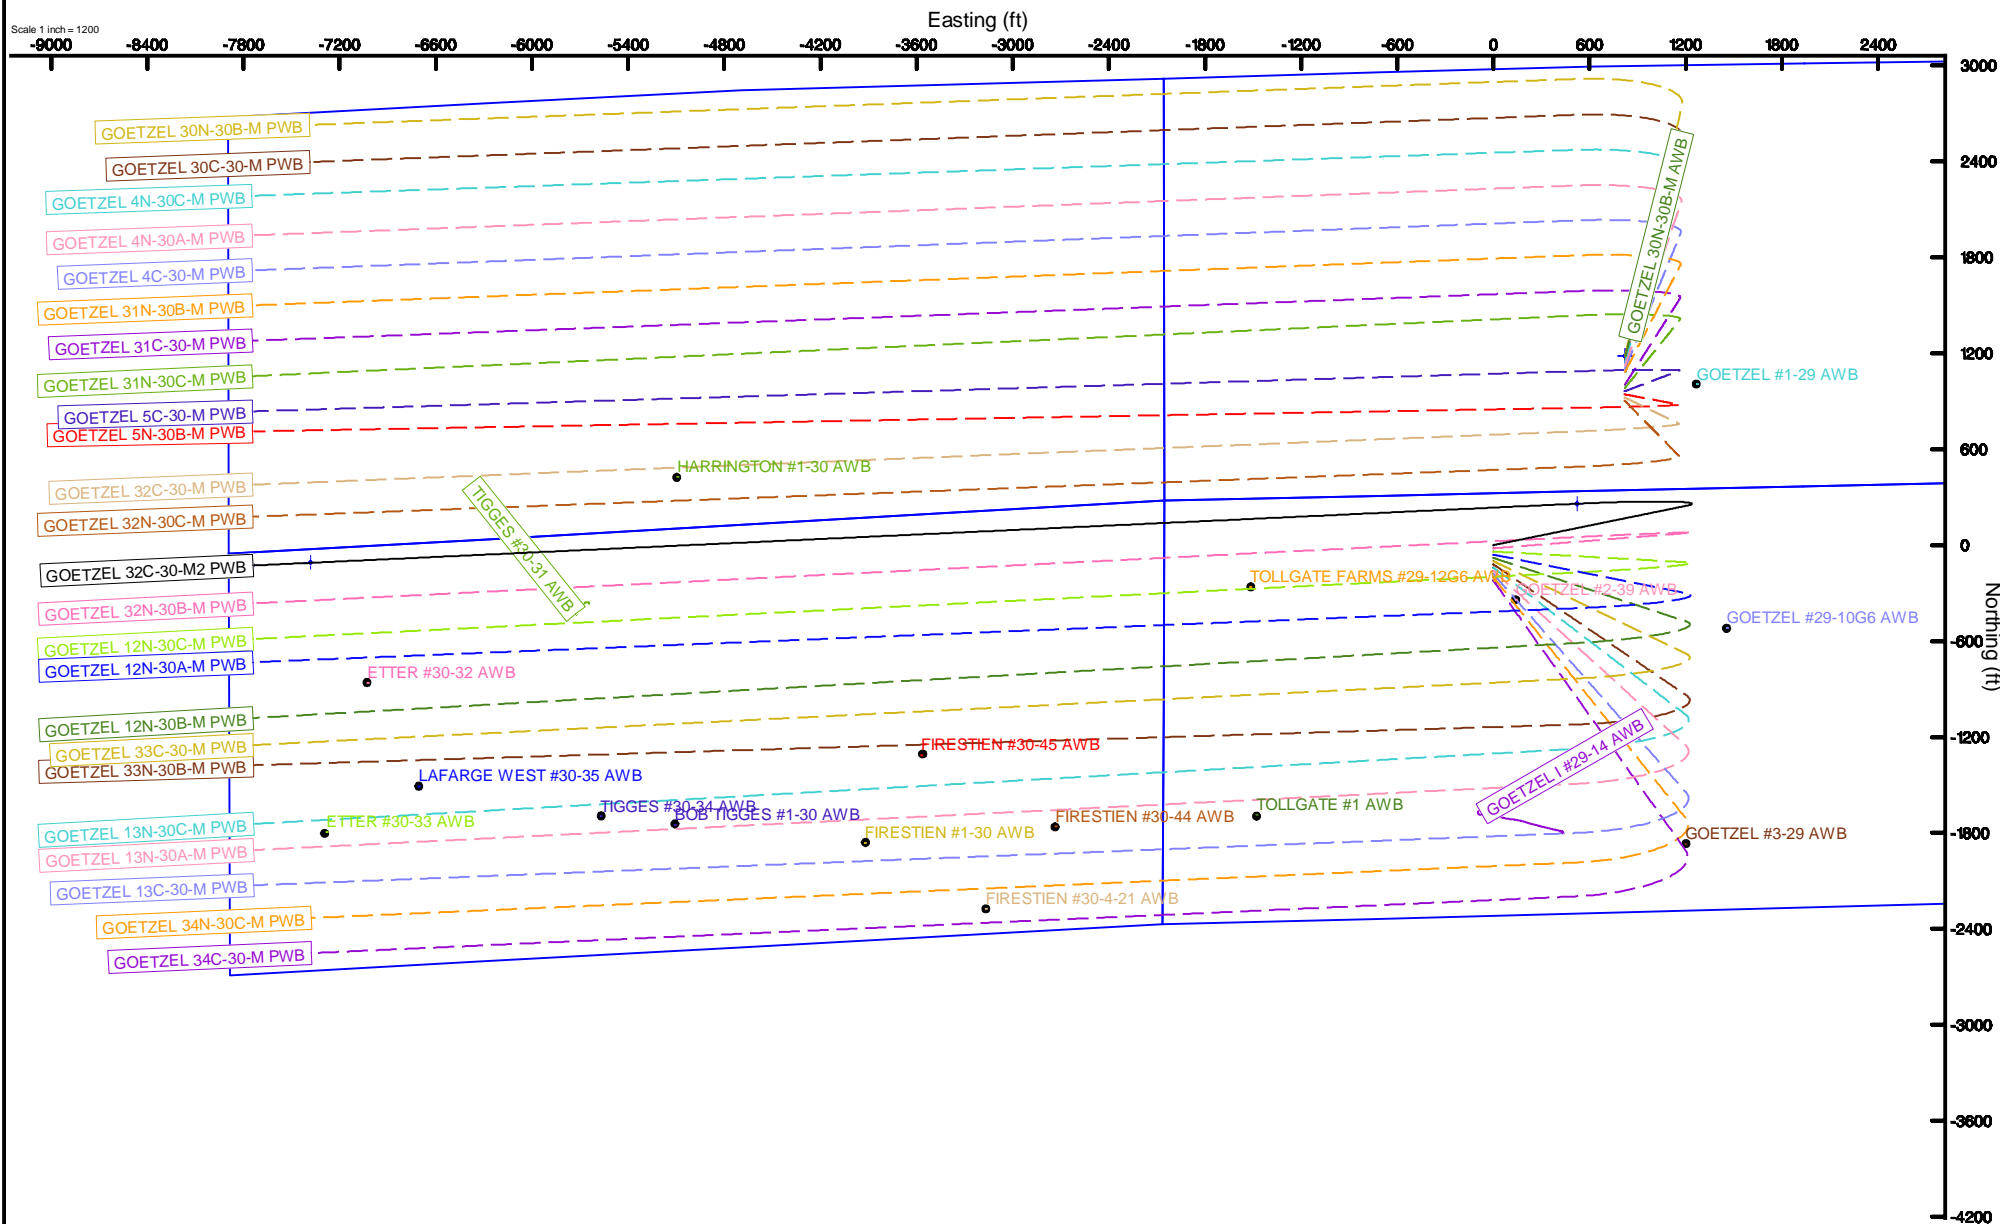 Easting (ft)
Scale 1 inch = 1200
-9000 -8400 -7800 -7200 -6600 -6000 -5400 -4800 -4200 -3600 -3000 -2400 -1800 -1200 -600 0 600 1200 1800 2400
3000
2400
1800
1200
600
0
-600
-1200
-1800
-2400
-3000
-3600
-4200
Northing (ft)
GOETZEL 30N-30B-M PWB
GOETZEL 30C-30-M PWB
GOETZEL 4N-30C-M PWB
GOETZEL 4N-30A-M PWB
GOETZEL 4C-30-M PWB
GOETZEL 31N-30B-M PWB
GOETZEL 31C-30-M PWB
GOETZEL 31N-30C-M PWB
GOETZEL 5C-30-M PWB
GOETZEL 5N-30B-M PWB
GOETZEL 32C-30-M PWB
GOETZEL 32N-30C-M PWB
GOETZEL 32C-30-M2 PWB
GOETZEL 32N-30B-M PWB
GOETZEL 12N-30C-M PWB
GOETZEL 12N-30A-M PWB
GOETZEL 12N-30B-M PWB
GOETZEL 33C-30-M PWB
GOETZEL 33N-30B-M PWB
GOETZEL 13N-30C-M PWB
GOETZEL 13N-30A-M PWB
GOETZEL 13C-30-M PWB
GOETZEL 34N-30C-M PWB
GOETZEL 34C-30-M PWB
GOETZEL 30N-30B-M AWB
GOETZEL #1-29 AWB
HARRINGTON #1-30 AWB
TIGGES #30-31 AWB
TOLLGATE FARMS #29-12G6 AWB
GOETZEL #2-39 AWB
GOETZEL #29-10G6 AWB
ETTER #30-32 AWB
FIRESTIEN #30-45 AWB
GOETZEL I #29-14 AWB
LAFARGE WEST #30-35 AWB
TIGGES #30-34 AWB
BOB TIGGES #1-30 AWB
ETTER #30-33 AWB
FIRESTIEN #1-30 AWB
FIRESTIEN #30-44 AWB
TOLLGATE #1 AWB
GOETZEL #3-29 AWB
FIRESTIEN #30-4-21 AWB